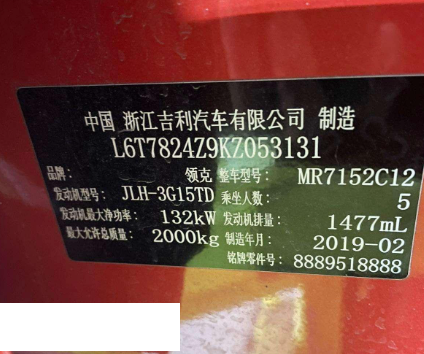 中国 浙江吉利汽车有限公司 制造
L6T7824Z9KZ053131
品牌: 领克 整车型号: MR7152C12
发动机型号: JLH-3G15TD 乘坐人数: 5
发动机最大净功率: 132kW 发动机排量: 1477mL
最大允许总质量: 2000kg 制造年月: 2019-02
铭牌零件号: 8889518888